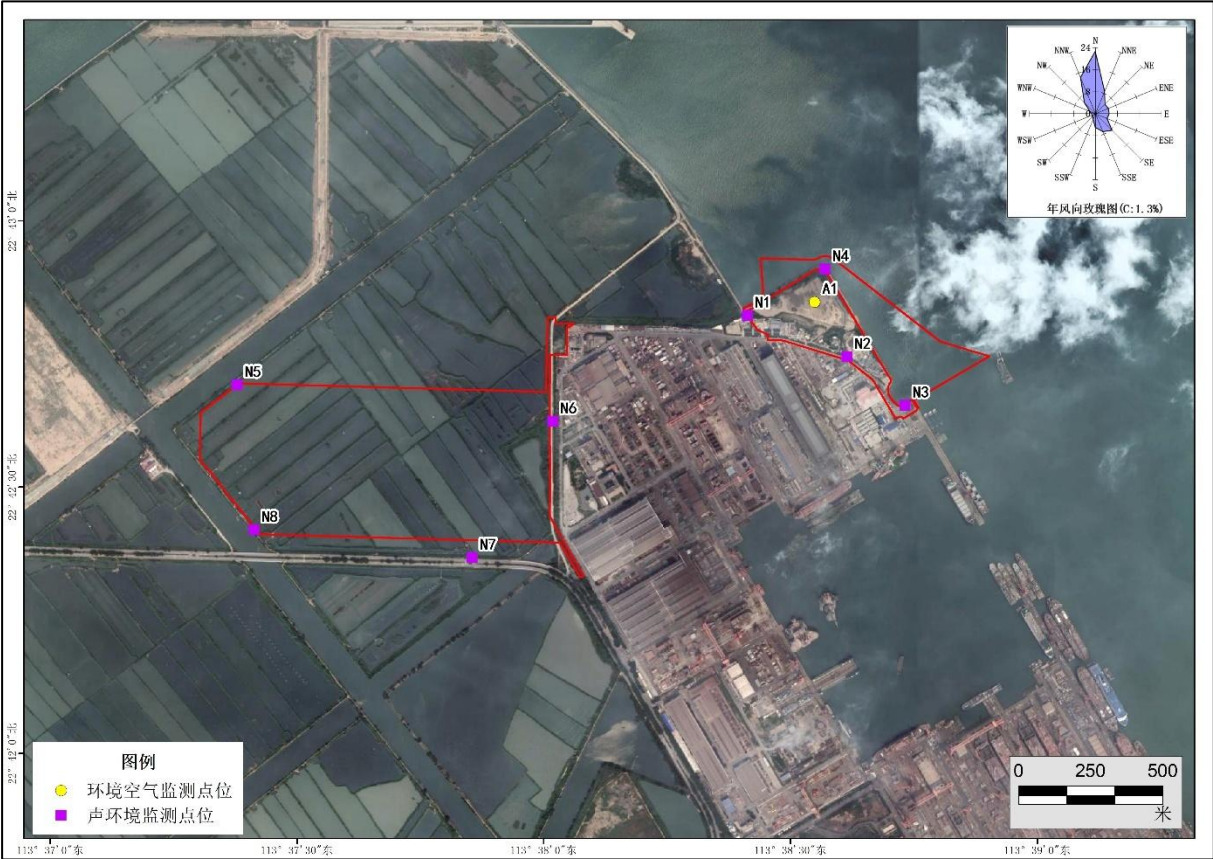 N
NNE
NE
ENE
E
ESE
SE
SSE
S
SSW
SW
WSW
W
WNW
NW
NNW
24
16
8
0
年风向玫瑰图(C:1.3%)
22° 43'0"北
22° 42'30"北
22° 42'0"北
N4
A1
N1
N2
N3
N5
N6
N8
N7
图例
环境空气监测点位
声环境监测点位
0 250 500
米
113° 37'0"东 113° 37'30"东 113° 38'0"东 113° 38'30"东 113° 39'0"东